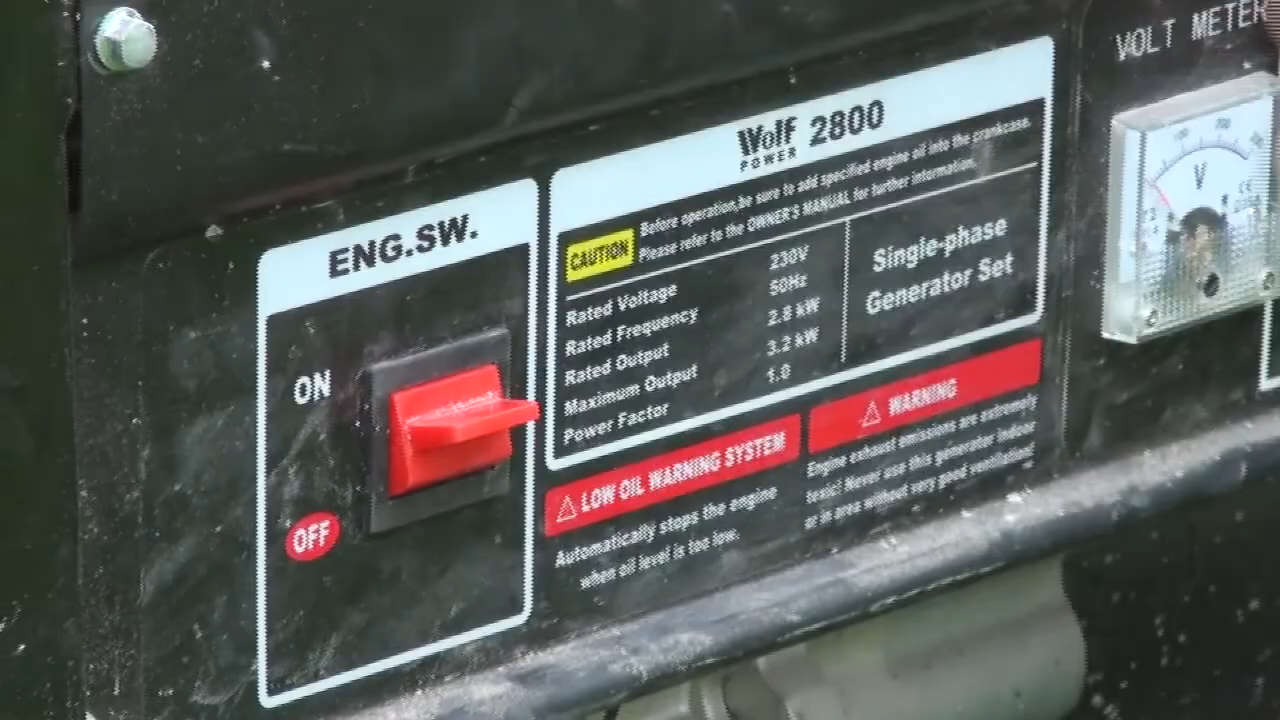 VOLT METER
Wolf 2800
POWER
CAUTION
Before operation,be sure to add specified engine oil into the crankcase.
Please refer to the OWNER'S MANUAL for further information.
Rated Voltage 230V
Rated Frequency 50Hz
Rated Output 2.8 kW
Maximum Output 3.2 kW
Power Factor 1.0
Single-phase
Generator Set
ENG.SW.
ON
OFF
LOW OIL WARNING SYSTEM
Automatically stops the engine
when oil level is too low.
WARNING
Engine exhaust emissions are extremely
toxic! Never use this generator indoor
or in area without very good ventilation!
V
CE